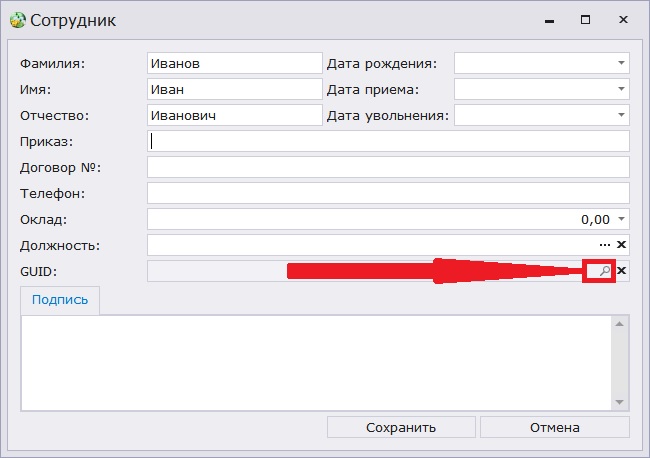 Сотрудник
Фамилия: Иванов Дата рождения:
Имя: Иван Дата приема:
Отчество: Иванович Дата увольнения:
Приказ:
Договор №:
Телефон:
Оклад: 0,00
Должность:
GUID:
Подпись
Сохранить Отмена